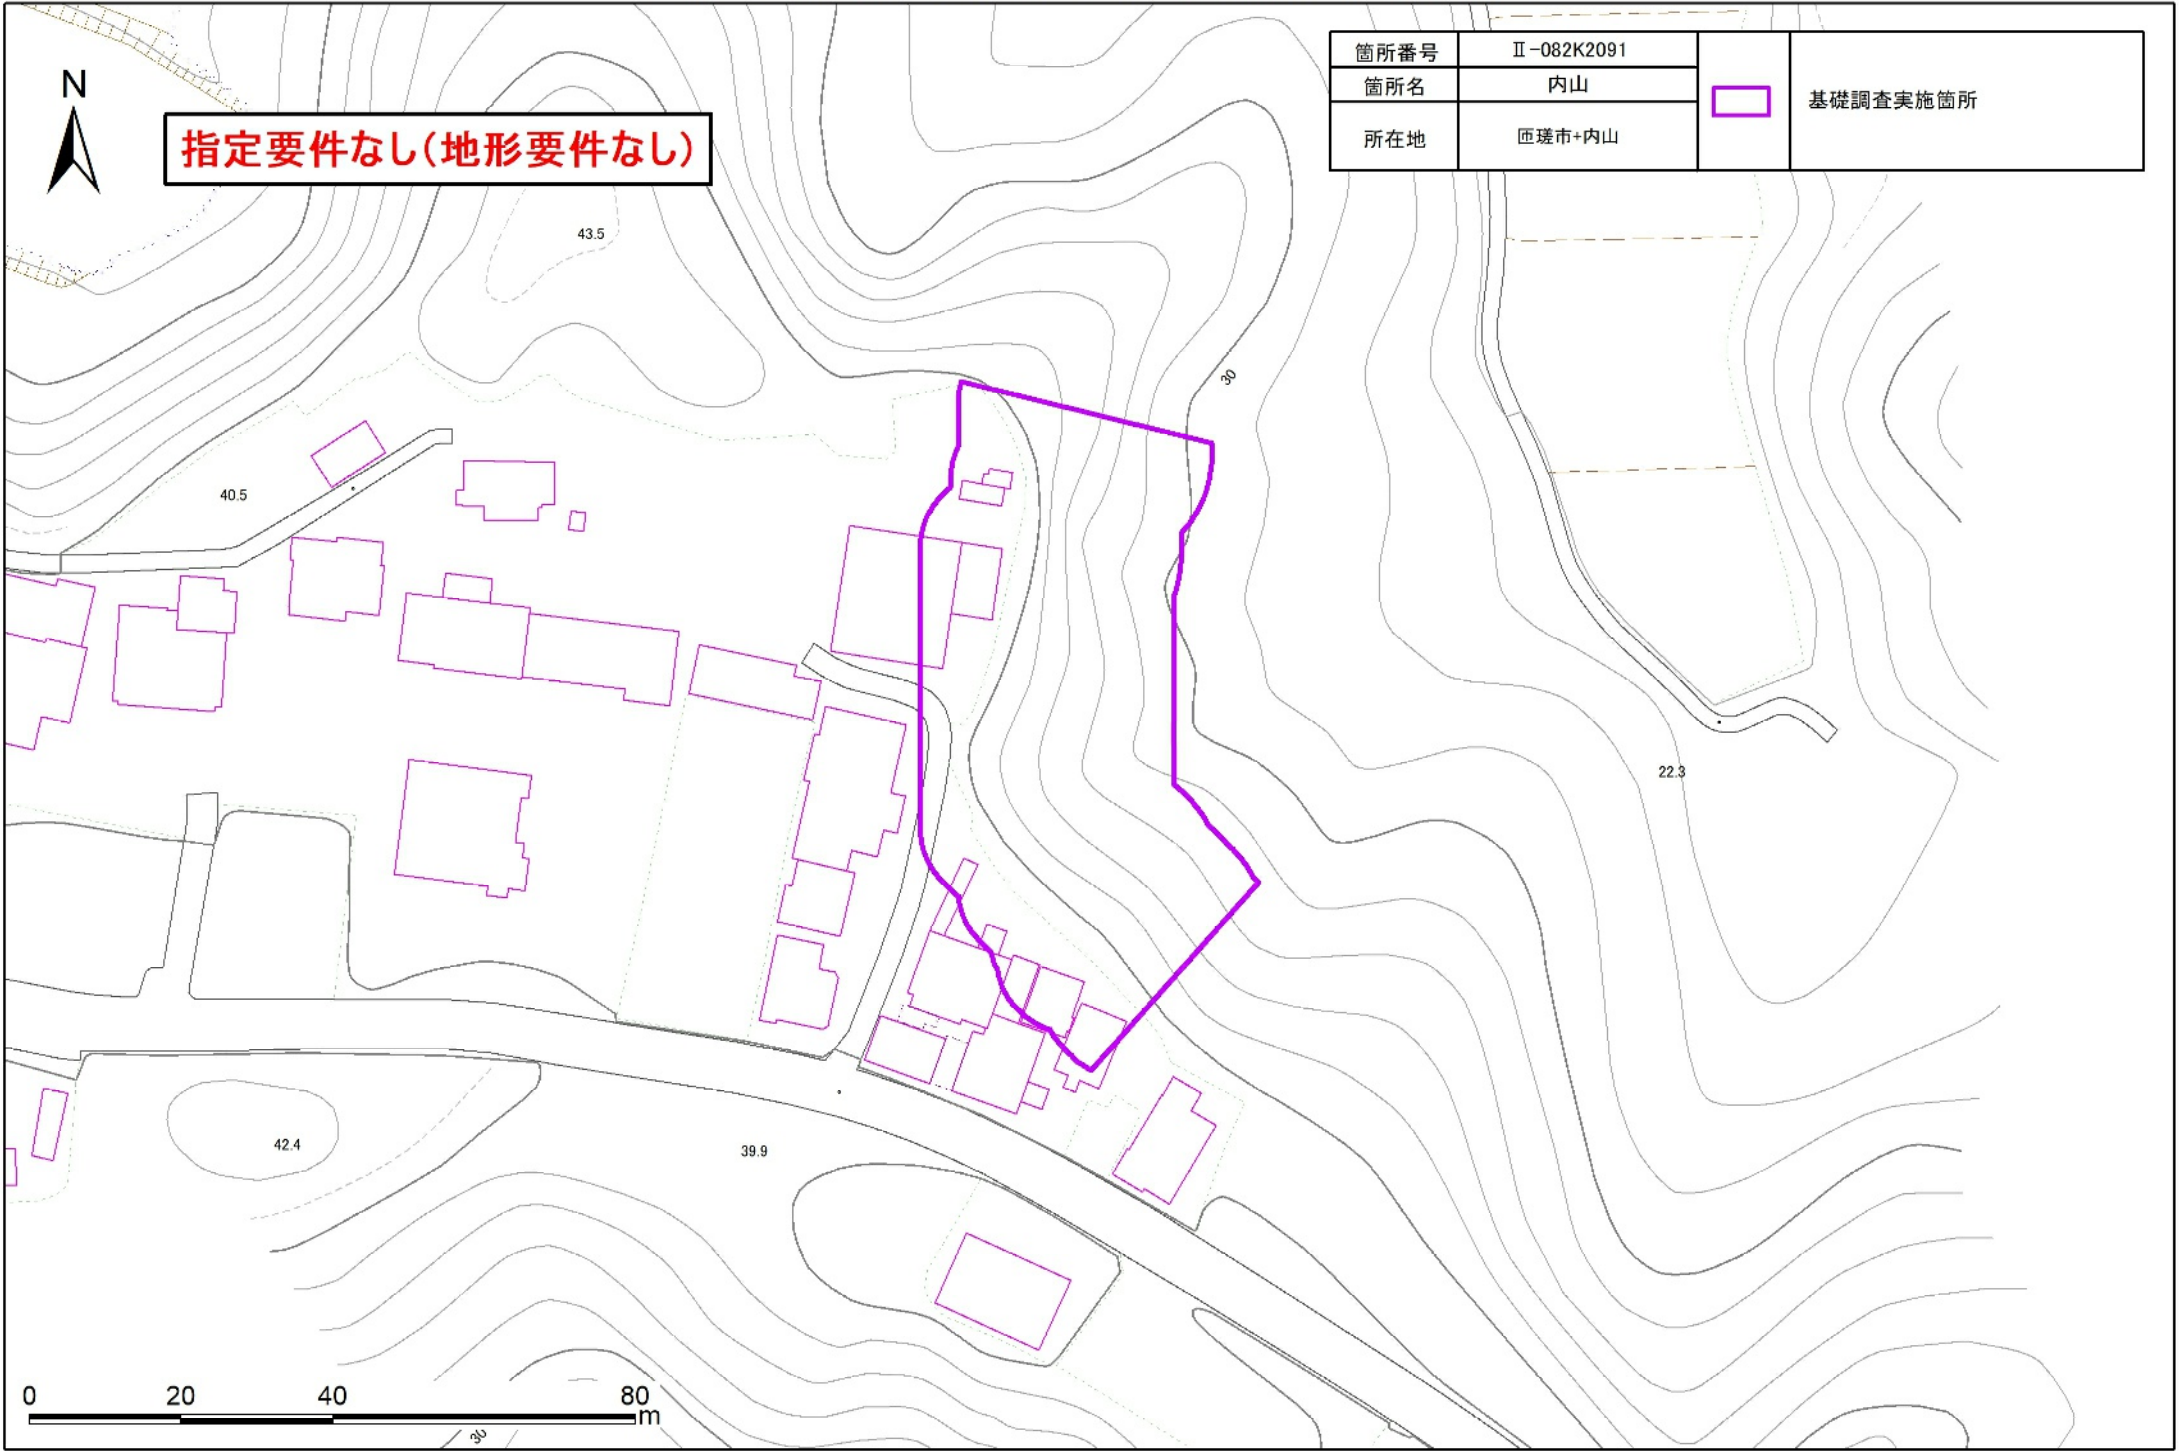 箇所番号 Ⅱ-082K2091
箇所名 内山
所在地 匝瑳市+内山
基礎調査実施箇所
N
指定要件なし(地形要件なし)
43.5
30
40.5
22.3
42.4
39.9
0 20 40 80
m
30